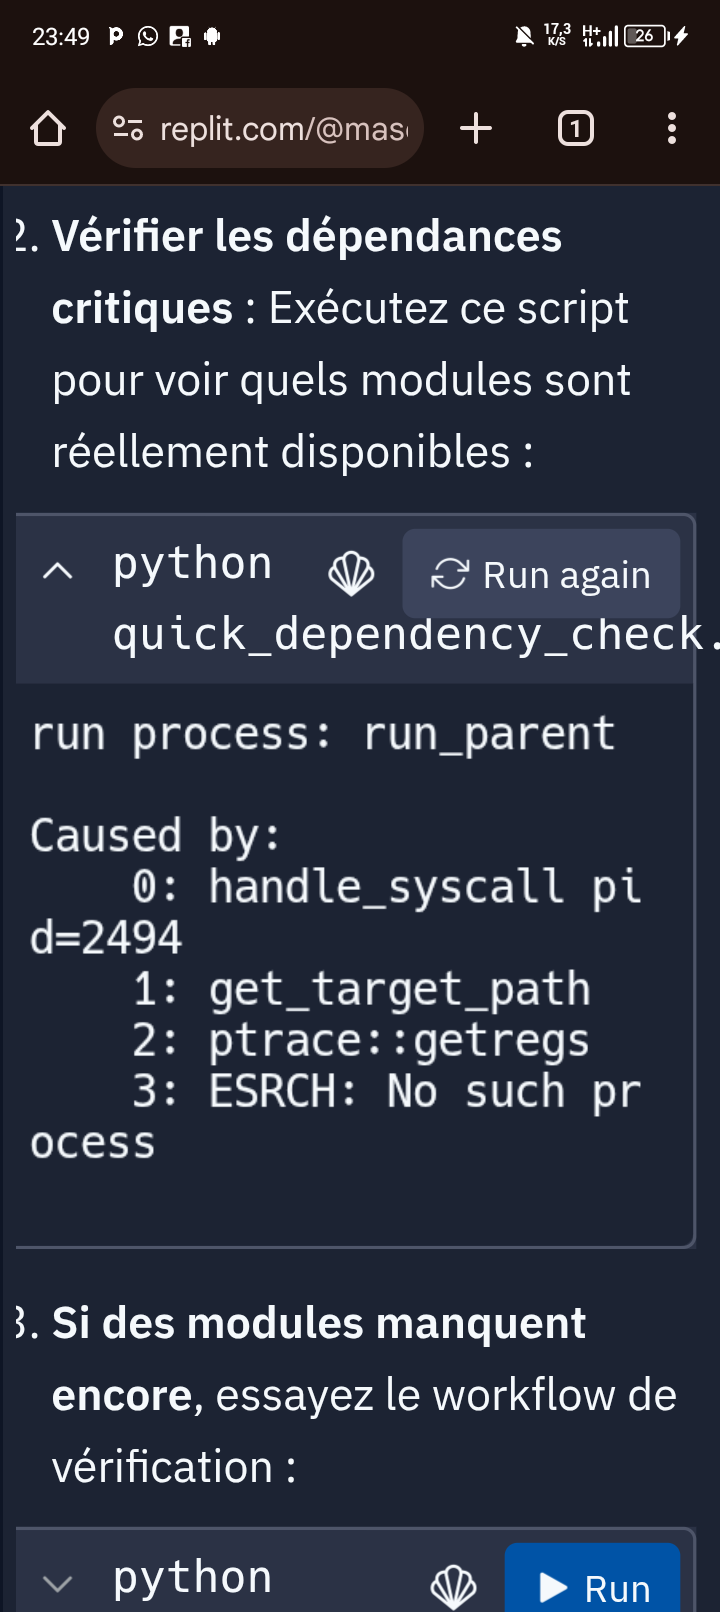 23:49
17,3
K/S
H+
26
replit.com/@mas
1
2. Vérifier les dépendances
critiques : Exécutez ce script
pour voir quels modules sont
réellement disponibles :
python
Run again
quick_dependency_check.
run process: run_parent
Caused by:
0: handle_syscall pi
d=2494
1: get_target_path
2: ptrace::getregs
3: ESRCH: No such pr
ocess
3. Si des modules manquent
encore, essayez le workflow de
vérification :
python
Run